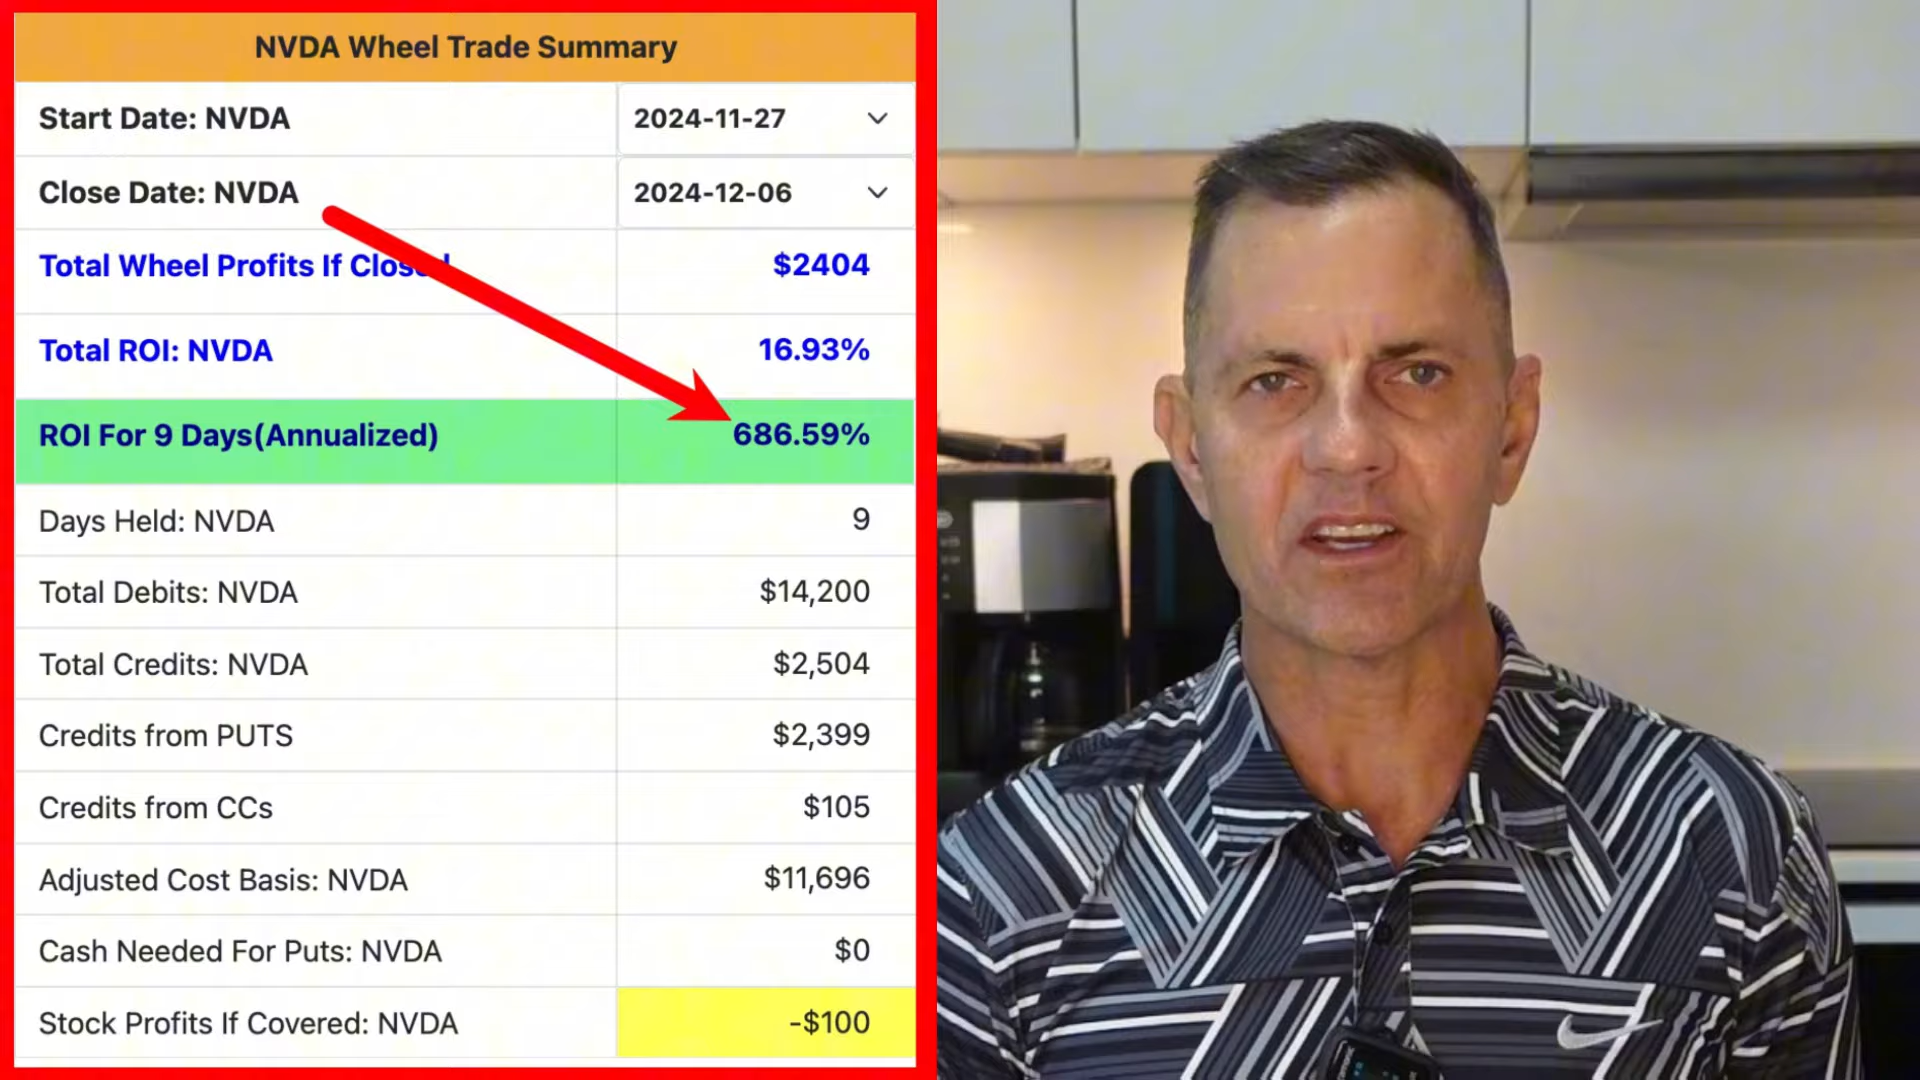 NVDA Wheel Trade Summary
Start Date: NVDA 2024-11-27
Close Date: NVDA 2024-12-06
Total Wheel Profits If Closed $2404
Total ROI: NVDA 16.93%
ROI For 9 Days(Annualized) 686.59%
Days Held: NVDA 9
Total Debits: NVDA $14,200
Total Credits: NVDA $2,504
Credits from PUTS $2,399
Credits from CCs $105
Adjusted Cost Basis: NVDA $11,696
Cash Needed For Puts: NVDA $0
Stock Profits If Covered: NVDA -$100